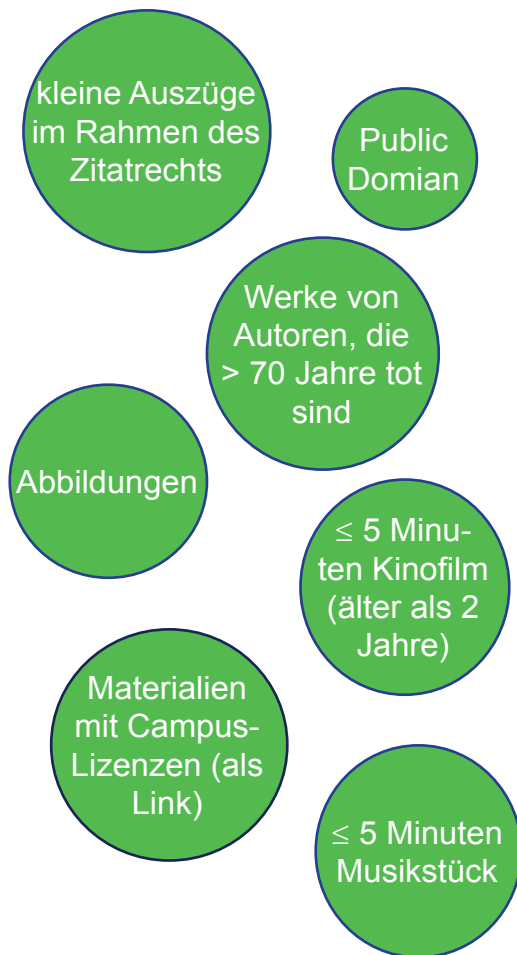 kleine Auszüge
im Rahmen des
Zitatrechts
Public
Domian
Werke von
Autoren, die
> 70 Jahre tot
sind
Abbildungen
≤ 5 Minu-
ten Kinofilm
(älter als 2
Jahre)
Materialien
mit Campus-
Lizenzen (als
Link)
≤ 5 Minuten
Musikstück